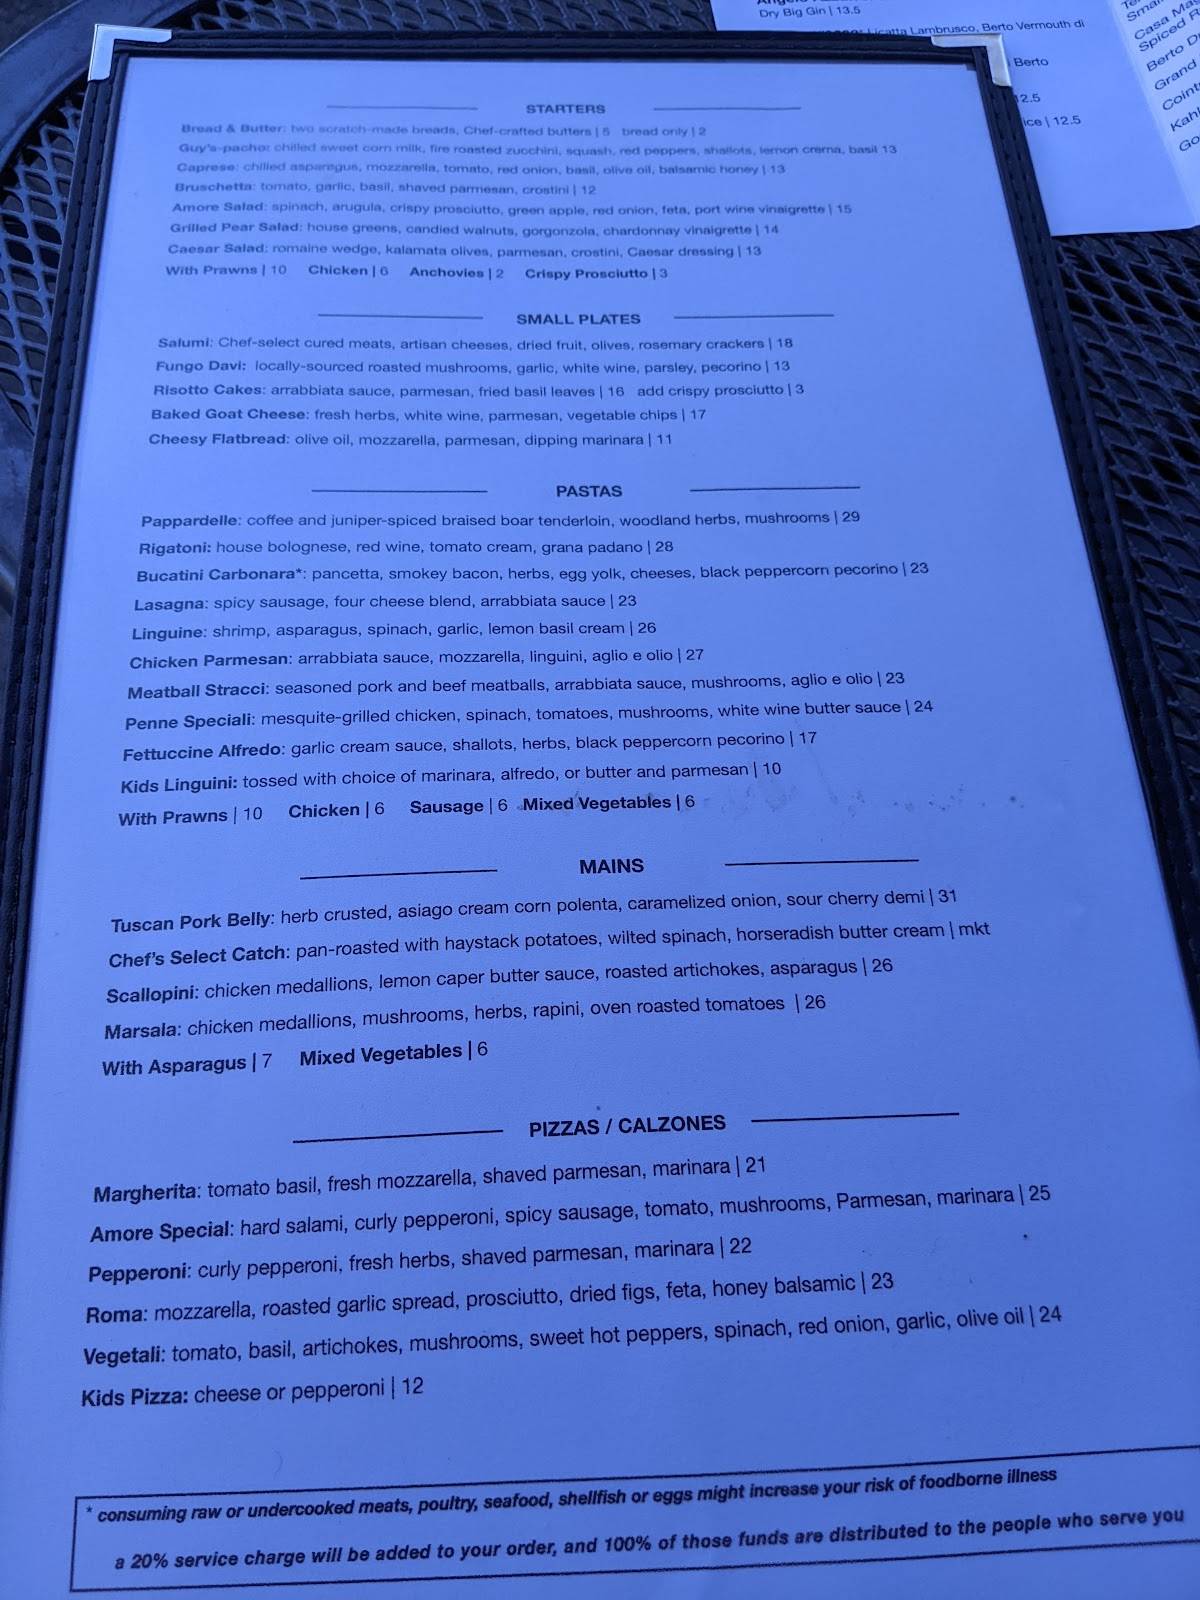 Dry Big Gin | 13.5
Lambrusco, Berto Vermouth di
Berto
12.5
ice | 12.5
Casa
Spiced
Berto
Grand
STARTERS
Bread & Butter: two scratch-made breads, Chef-crafted butters | 5 bread only | 2
Guy's-pacho: chilled sweet corn milk, fire roasted zucchini, squash, red peppers, shallots, lemon crema, basil 13
Caprese: chilled asparagus, mozzarella, tomato, red onion, basil, olive oil, balsamic honey | 13
Bruschetta: tomato, garlic, basil, shaved parmesan, crostini | 12
Amore Salad: spinach, arugula, crispy prosciutto, green apple, red onion, feta, port wine vinaigrette | 15
Grilled Pear Salad: house greens, candied walnuts, gorgonzola, chardonnay vinaigrette | 14
Caesar Salad: romaine wedge, kalamata olives, parmesan, crostini, Caesar dressing | 13
With Prawns | 10 Chicken | 6 Anchovies | 2 Crispy Prosciutto | 3
SMALL PLATES
Salumi: Chef-select cured meats, artisan cheeses, dried fruit, olives, rosemary crackers | 18
Fungo Davi: locally-sourced roasted mushrooms, garlic, white wine, parsley, pecorino | 13
Risotto Cakes: arrabbiata sauce, parmesan, fried basil leaves | 16 add crispy prosciutto | 3
Baked Goat Cheese: fresh herbs, white wine, parmesan, vegetable chips | 17
Cheesy Flatbread: olive oil, mozzarella, parmesan, dipping marinara | 11
PASTAS
Pappardelle: coffee and juniper-spiced braised boar tenderloin, woodland herbs, mushrooms | 29
Rigatoni: house bolognese, red wine, tomato cream, grana padano | 28
Bucatini Carbonara*: pancetta, smokey bacon, herbs, egg yolk, cheeses, black peppercorn pecorino | 23
Lasagna: spicy sausage, four cheese blend, arrabbiata sauce | 23
Linguine: shrimp, asparagus, spinach, garlic, lemon basil cream | 26
Chicken Parmesan: arrabbiata sauce, mozzarella, linguini, aglio e olio | 27
Meatball Stracci: seasoned pork and beef meatballs, arrabbiata sauce, mushrooms, aglio e olio | 23
Penne Speciali: mesquite-grilled chicken, spinach, tomatoes, mushrooms, white wine butter sauce | 24
Fettuccine Alfredo: garlic cream sauce, shallots, herbs, black peppercorn pecorino | 17
Kids Linguini: tossed with choice of marinara, alfredo, or butter and parmesan | 10
With Prawns | 10 Chicken | 6 Sausage | 6 Mixed Vegetables | 6
MAINS
Tuscan Pork Belly: herb crusted, asiago cream corn polenta, caramelized onion, sour cherry demi | 31
Chef's Select Catch: pan-roasted with haystack potatoes, wilted spinach, horseradish butter cream | mkt
Scallopini: chicken medallions, lemon caper butter sauce, roasted artichokes, asparagus | 26
Marsala: chicken medallions, mushrooms, herbs, rapini, oven roasted tomatoes | 26
With Asparagus | 7 Mixed Vegetables | 6
PIZZAS / CALZONES
Margherita: tomato basil, fresh mozzarella, shaved parmesan, marinara | 21
Amore Special: hard salami, curly pepperoni, spicy sausage, tomato, mushrooms, Parmesan, marinara | 25
Pepperoni: curly pepperoni, fresh herbs, shaved parmesan, marinara | 22
Roma: mozzarella, roasted garlic spread, prosciutto, dried figs, feta, honey balsamic | 23
Vegetali: tomato, basil, artichokes, mushrooms, sweet hot peppers, spinach, red onion, garlic, olive oil | 24
Kids Pizza: cheese or pepperoni | 12
* consuming raw or undercooked meats, poultry, seafood, shellfish or eggs might increase your risk of foodborne illness
a 20% service charge will be added to your order, and 100% of those funds are distributed to the people who serve you